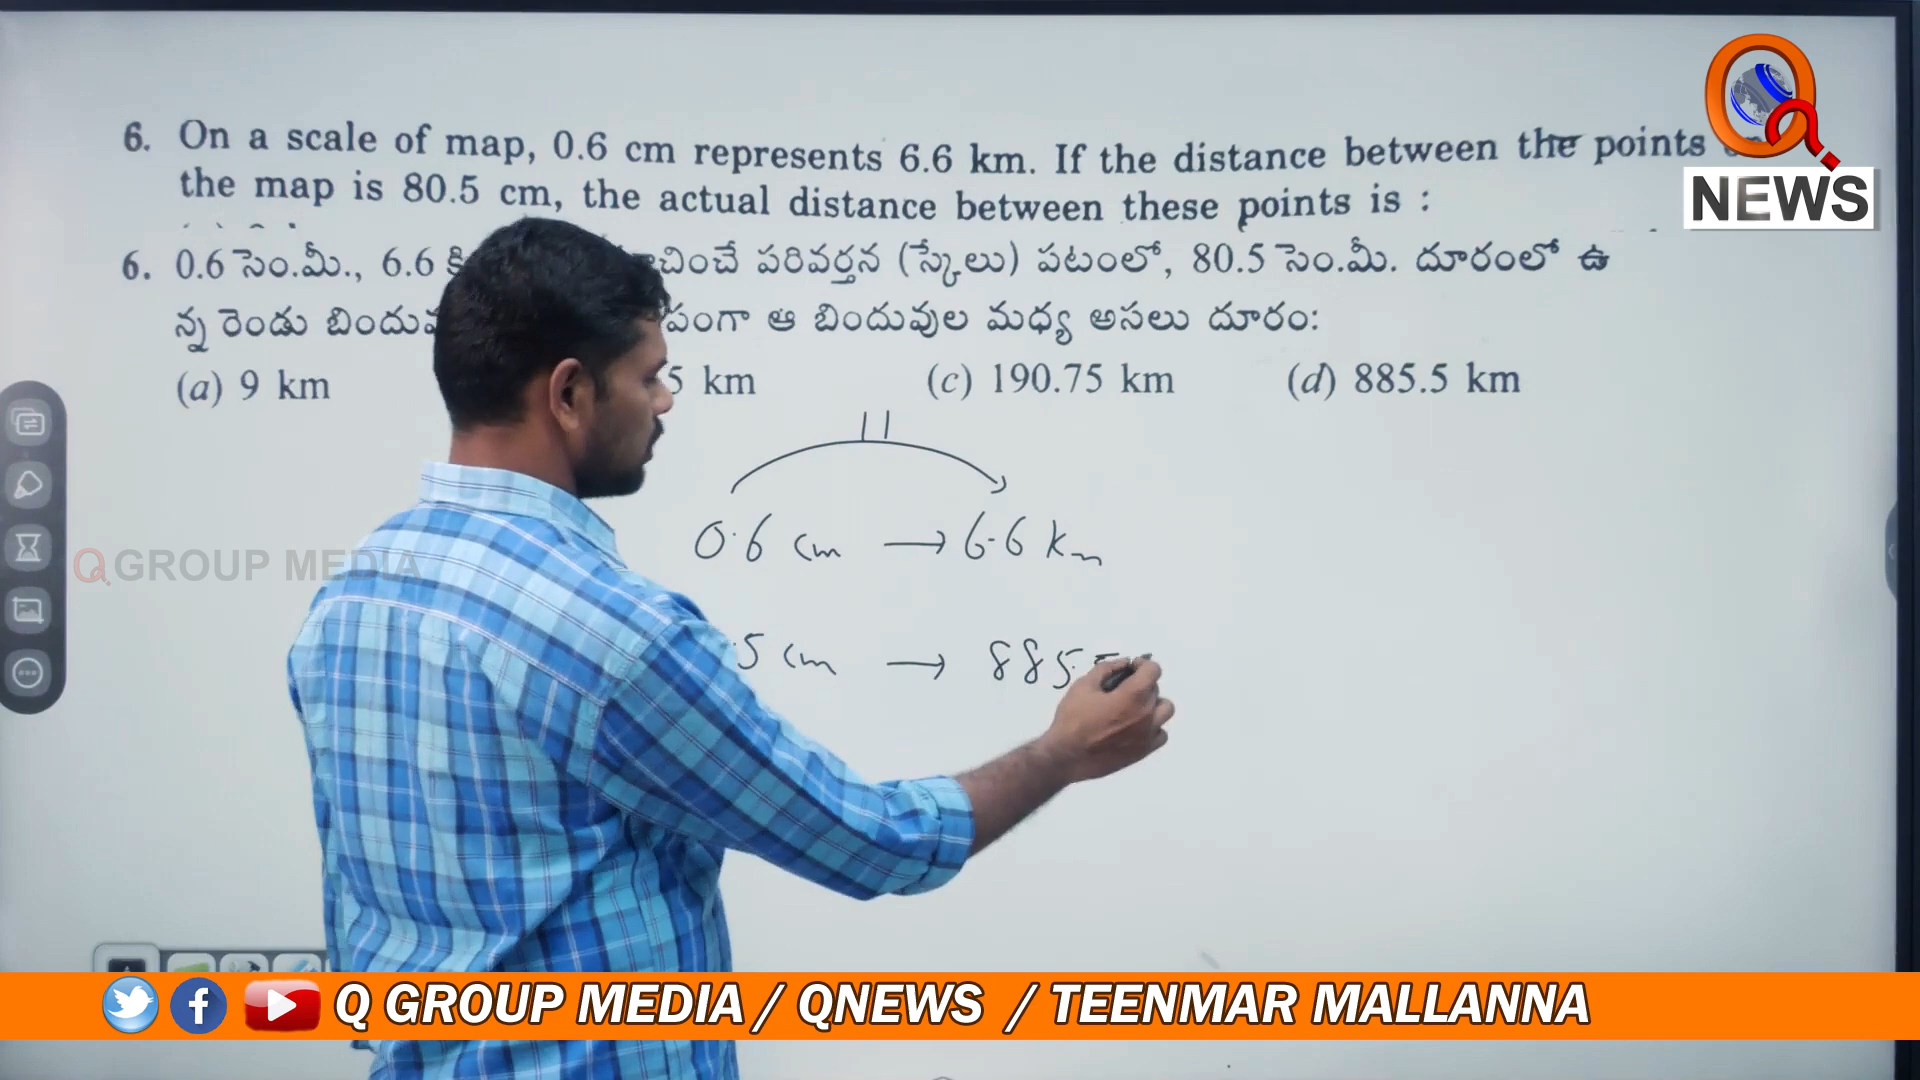 6. On a scale of map, 0.6 cm represents 6.6 km. If the distance between the points
the map is 80.5 cm, the actual distance between these points is :
6. 0.6 సెం.మీ., 6.6 చించే పరివర్తన (స్కేలు) పటంలో, 80.5 సెం.మీ. దూరంలో ఉ
న్న రెండు బిందువ పంగా ఆ బిందువుల మధ్య అసలు దూరం:
(a) 9 km 5 km (c) 190.75 km (d) 885.5 km
11
0.6 cm → 6.6 km
.5 cm → 885.
Q NEWS
Q GROUP MEDIA
Q GROUP MEDIA / QNEWS / TEENMAR MALLANNA